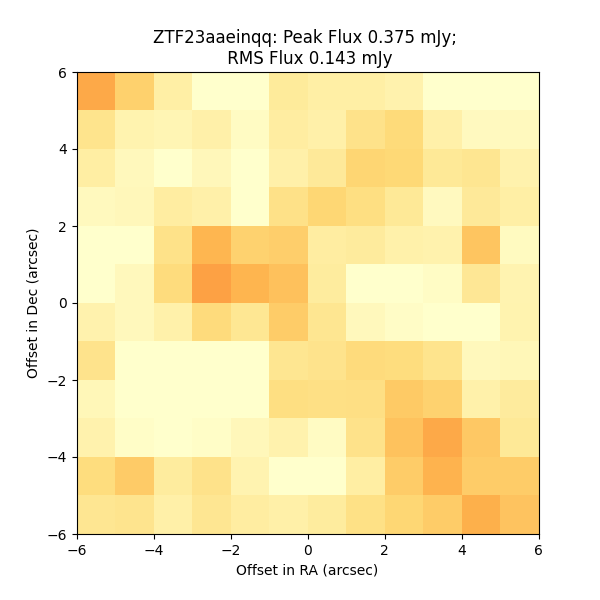 ZTF23aaeinqq: Peak Flux 0.375 mJy;
RMS Flux 0.143 mJy
6
4
2
0
−2
−4
−6
Offset in Dec (arcsec)
−6 −4 −2 0 2 4 6
Offset in RA (arcsec)